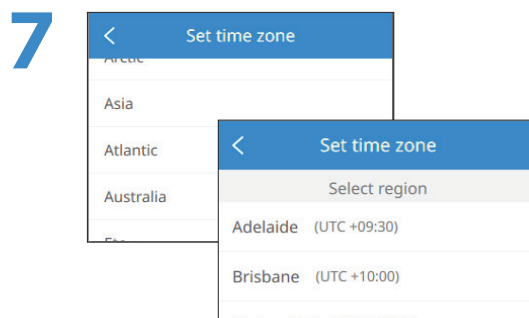 7
Set time zone
Arctic
Asia
Atlantic
Australia
Set time zone
Select region
Adelaide (UTC +09:30)
Brisbane (UTC +10:00)